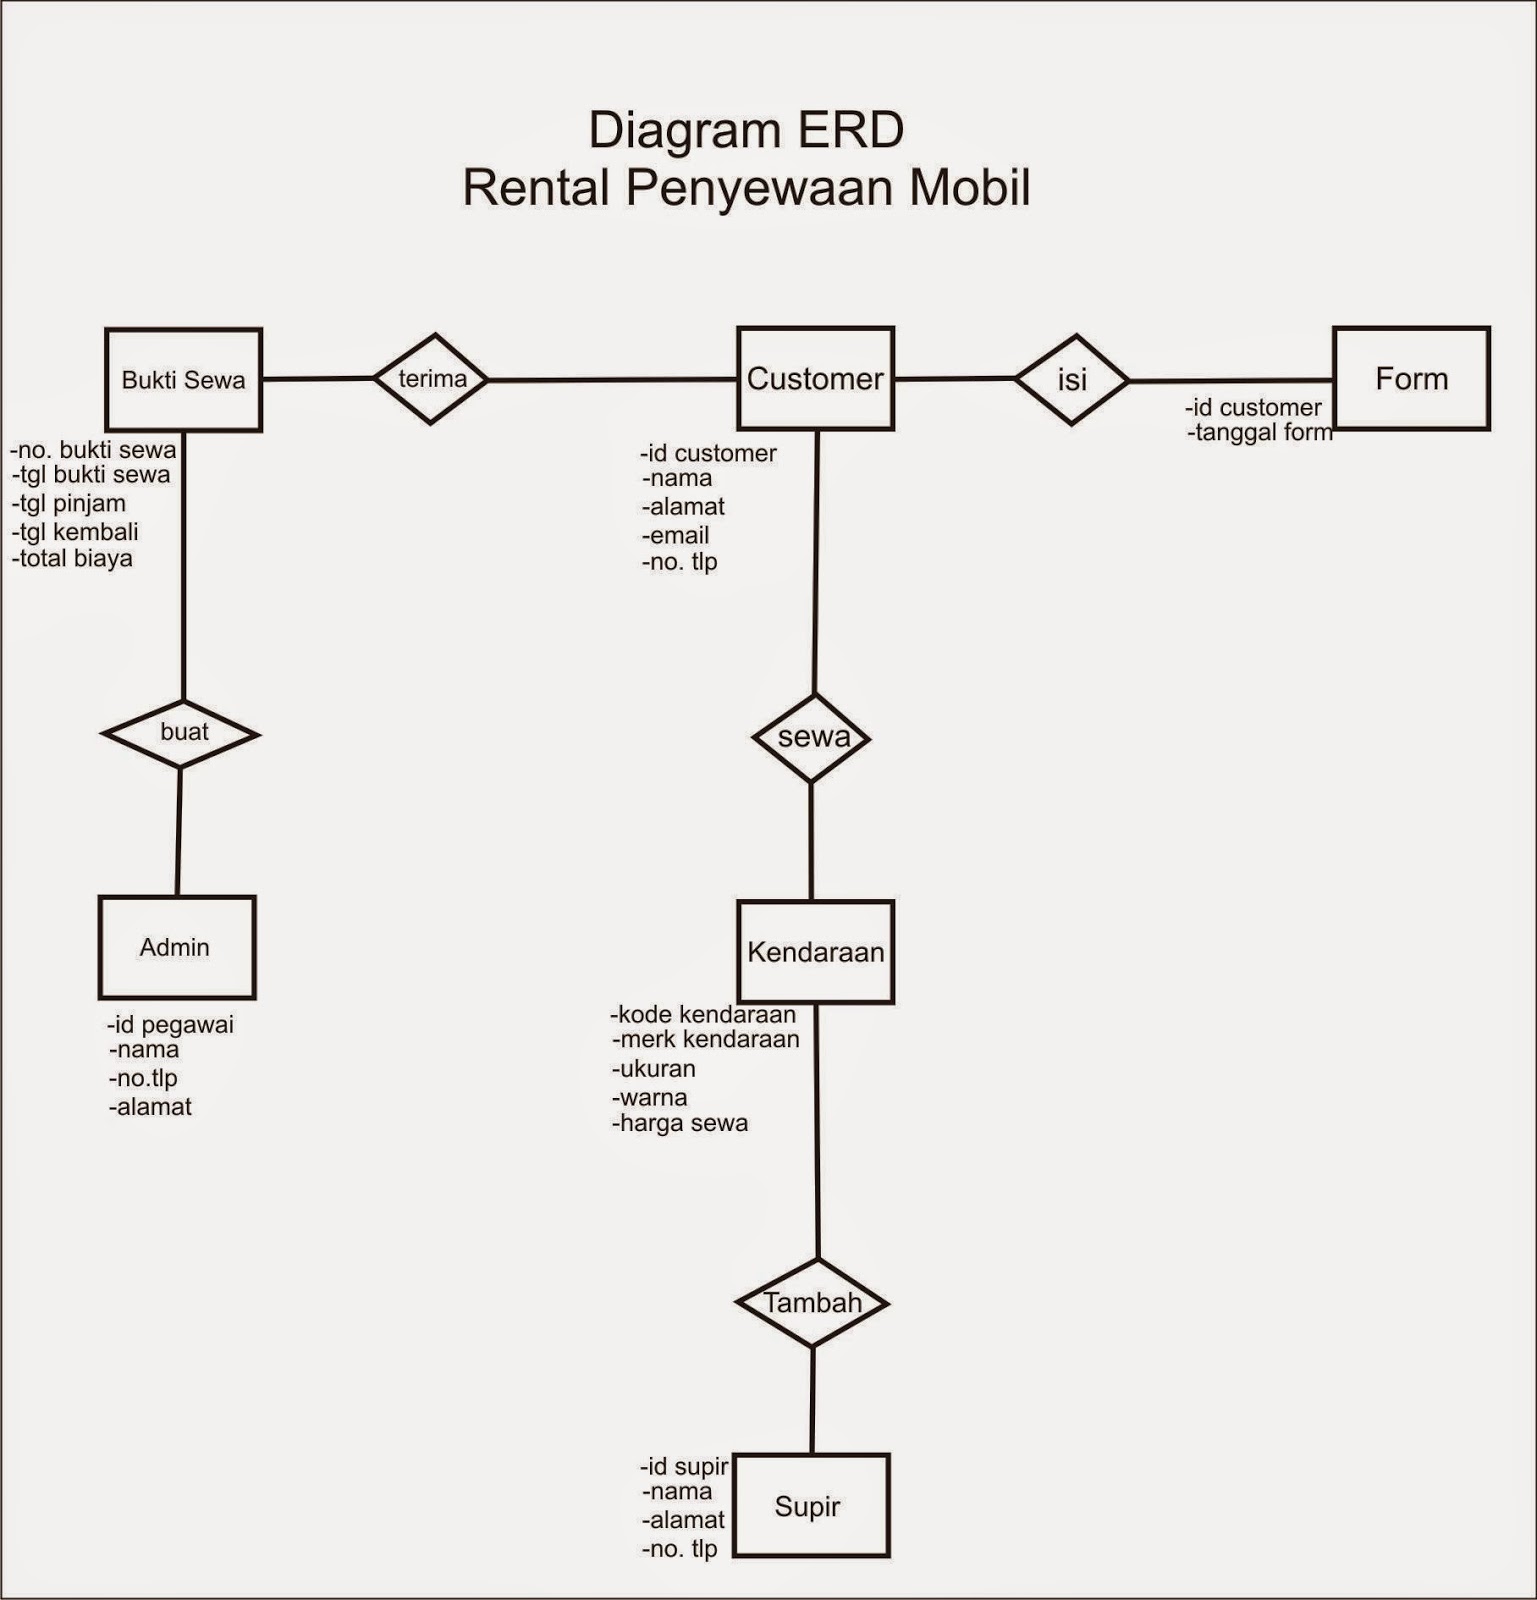 Diagram ERD
Rental Penyewaan Mobil
Bukti Sewa
terima
Customer
isi
Form
-no. bukti sewa
-tgl bukti sewa
-tgl pinjam
-tgl kembali
-total biaya
-id customer
-nama
-alamat
-email
-no. tlp
-id customer
-tanggal form
buat
sewa
Admin
-id pegawai
-nama
-no.tlp
-alamat
Kendaraan
-kode kendaraan
-merk kendaraan
-ukuran
-warna
-harga sewa
Tambah
Supir
-id supir
-nama
-alamat
-no. tlp